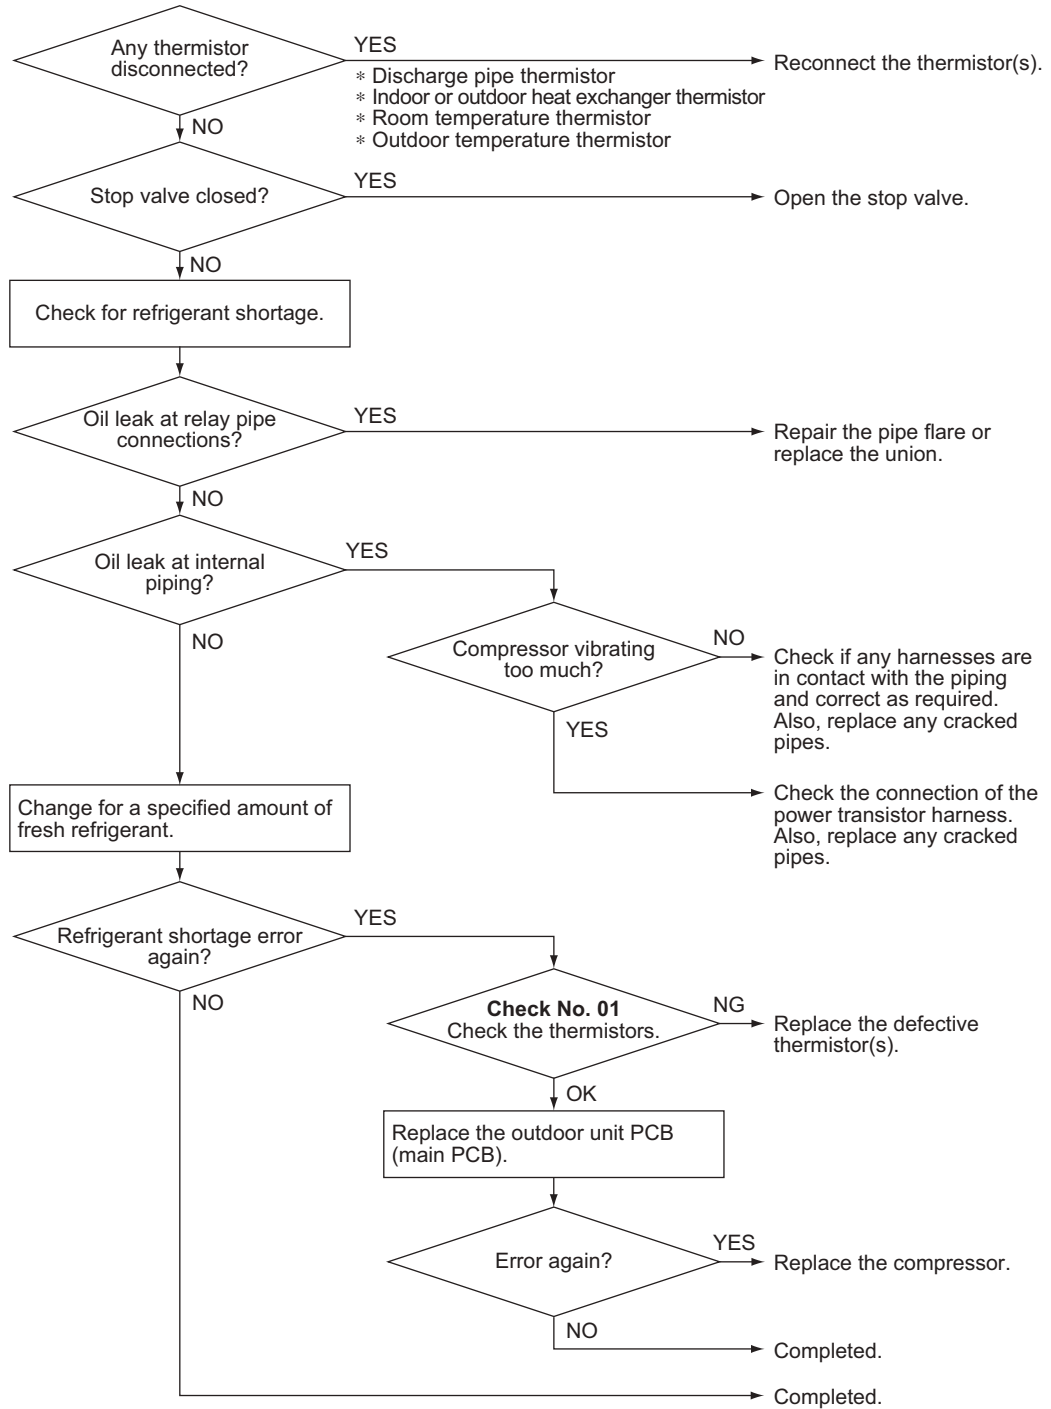 Any thermistor
disconnected?
YES
Reconnect the thermistor(s).
* Discharge pipe thermistor
* Indoor or outdoor heat exchanger thermistor
* Room temperature thermistor
* Outdoor temperature thermistor
NO
Stop valve closed?
YES
Open the stop valve.
NO
Check for refrigerant shortage.
Oil leak at relay pipe
connections?
YES
Repair the pipe flare or
replace the union.
NO
Oil leak at internal
piping?
YES
NO
Compressor vibrating
too much?
NO
Check if any harnesses are
in contact with the piping
and correct as required.
Also, replace any cracked
pipes.
YES
Check the connection of the
power transistor harness.
Also, replace any cracked
pipes.
Change for a specified amount of
fresh refrigerant.
Refrigerant shortage error
again?
YES
NO
Check No. 01
Check the thermistors.
NG
Replace the defective
thermistor(s).
OK
Replace the outdoor unit PCB
(main PCB).
Error again?
YES
Replace the compressor.
NO
Completed.
Completed.